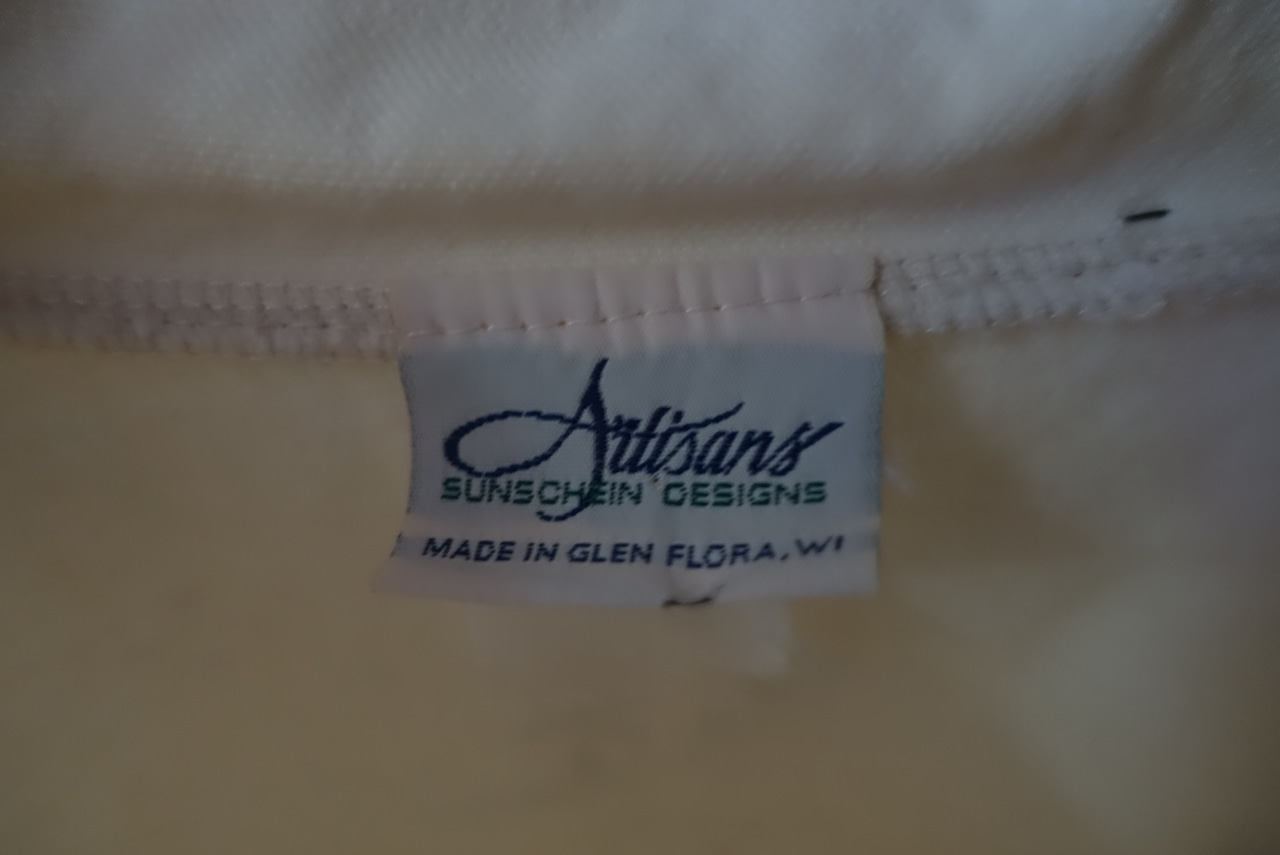 Artisans
SUNSCHEIN DESIGNS
MADE IN GLEN FLORA, WI